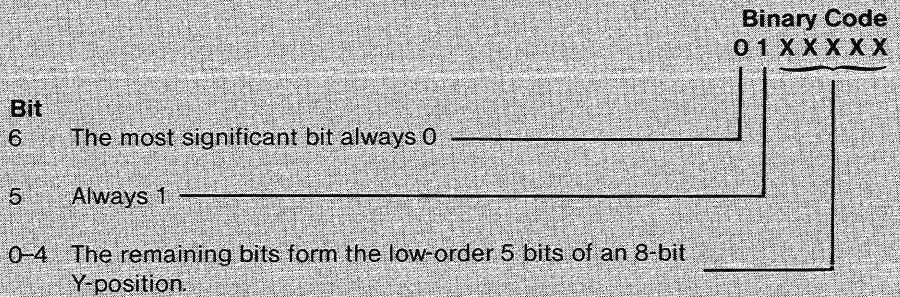 Binary Code
0 1 X X X X X
Bit
6 The most significant bit always 0
5 Always 1
0–4 The remaining bits form the low-order 5 bits of an 8-bit
Y-position.